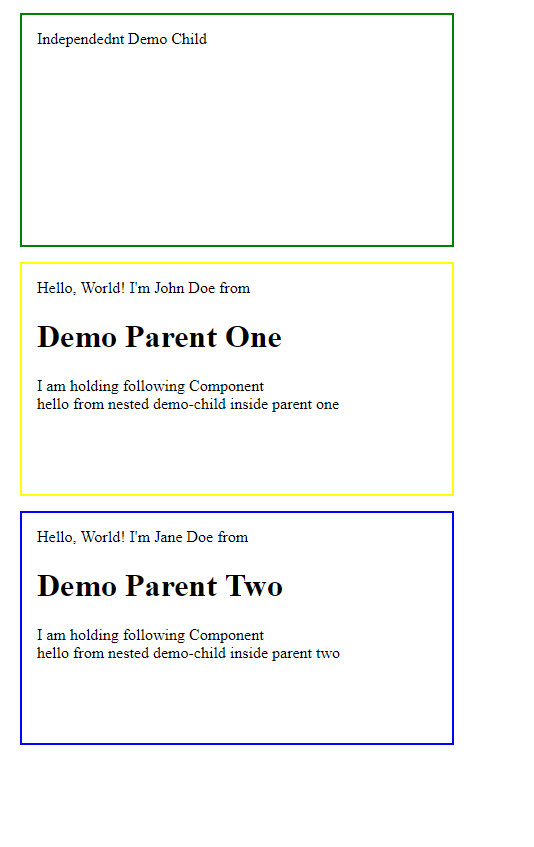 Independednt Demo Child
Hello, World! I'm John Doe from
Demo Parent One
I am holding following Component
hello from nested demo-child inside parent one
Hello, World! I'm Jane Doe from
Demo Parent Two
I am holding following Component
hello from nested demo-child inside parent two